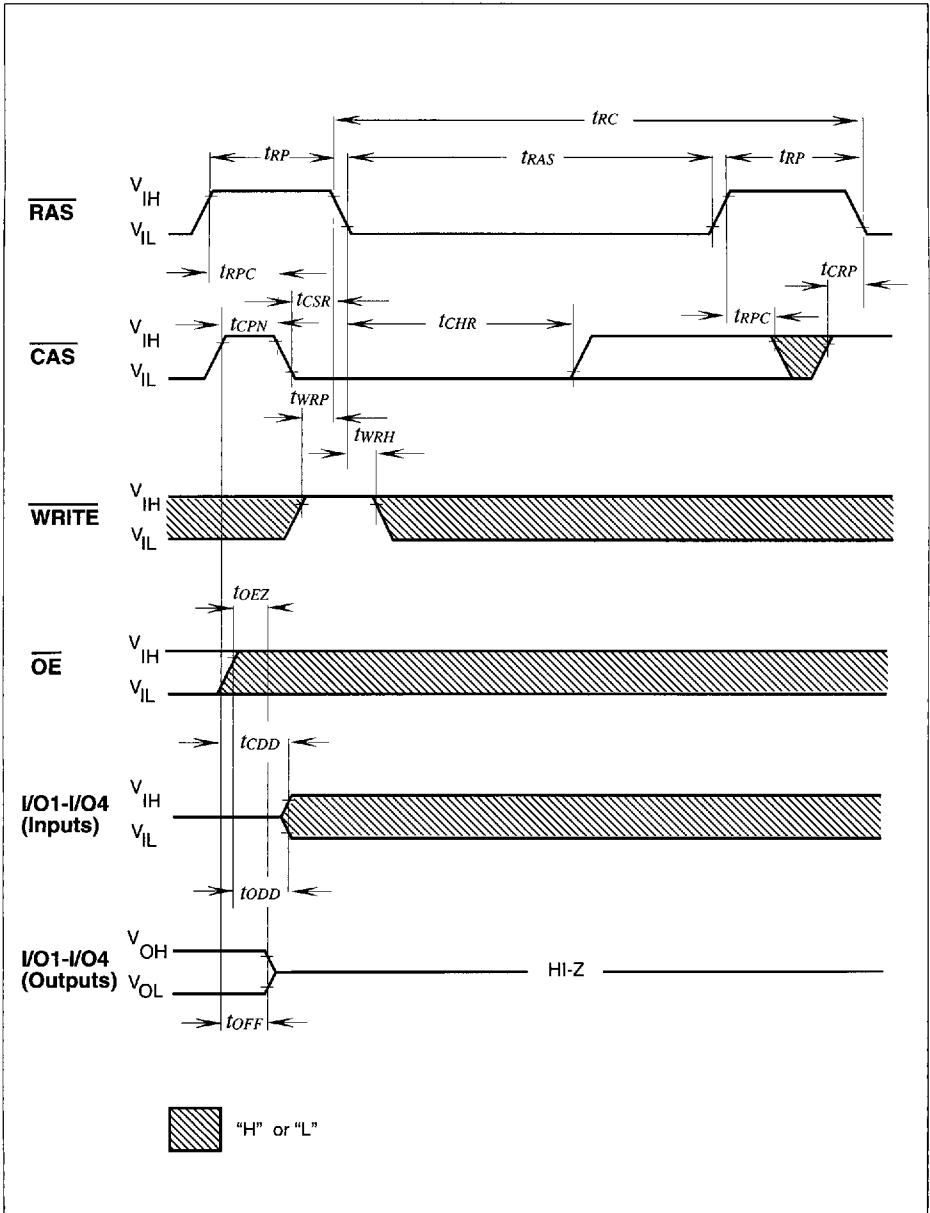 tRC
tRP
tRAS
tRP
RAS
VIH
VIL
tRPC
tCSR
tCRP
tCPN
tCHR
tRPC
CAS
VIH
VIL
tWRP
tWRH
WRITE
VIH
VIL
tOEZ
OE
VIH
VIL
tCDD
I/O1-I/O4
(Inputs)
VIH
VIL
tODD
I/O1-I/O4
(Outputs)
VOH
VOL
HI-Z
tOFF
"H" or "L"